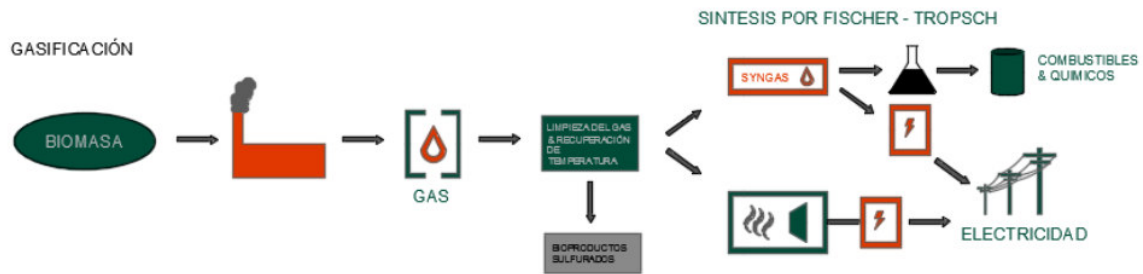 SINTESIS POR FISCHER - TROPSCH
GASIFICACIÓN
SYNGAS
COMBUSTIBLES
& QUIMICOS
BIOMASA
LIMPIEZA DEL GAS
& RECUPERACIÓN
DE
TEMPERATURA
GAS
ELECTRICIDAD
BIOPRODUCTOS
SULFURADOS